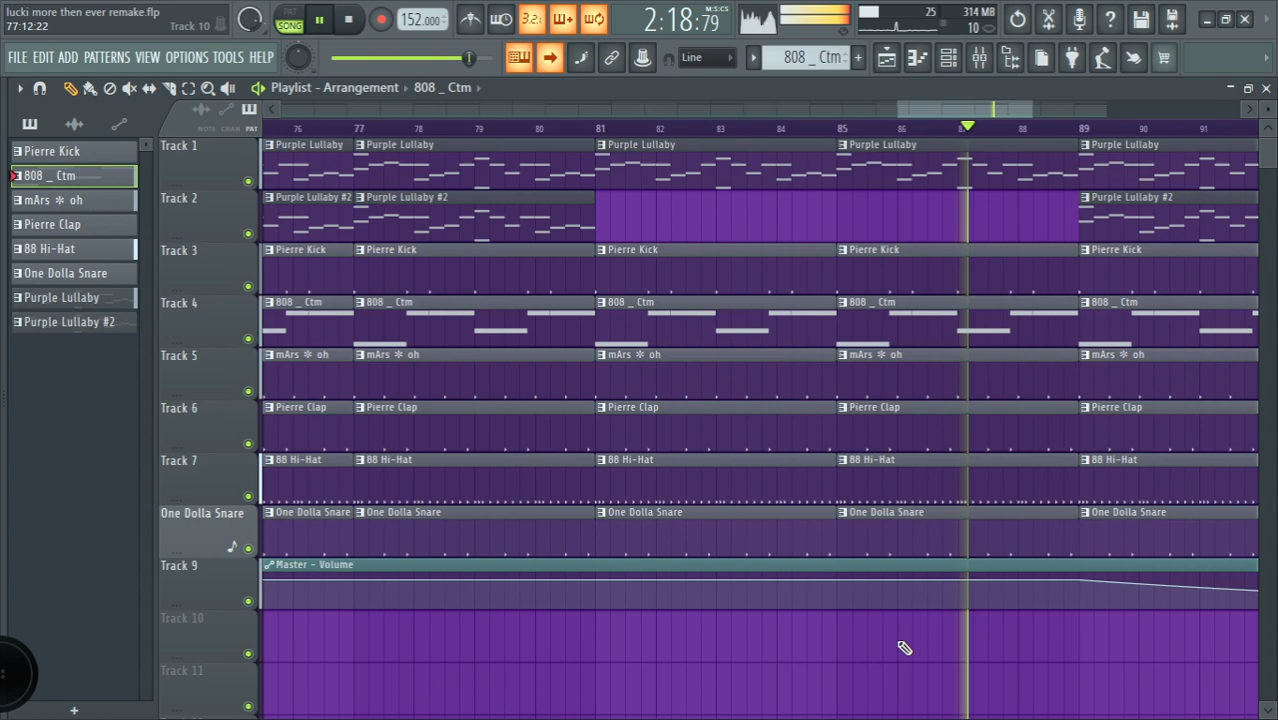 lucki more then ever remake.flp
77:12:22 Track 10
PAT
SONG
152.000
3.2.
2:18:79 M:S:CS
25 314 MB
10
FILE EDIT ADD PATTERNS VIEW OPTIONS TOOLS HELP
Line
808 _ Ctm
Playlist - Arrangement 808 _ Ctm
NOTE CHAN PAT
76 77 78 79 80 81 82 83 84 85 86 88 89 90 91
Pierre Kick
808 _ Ctm
mArs ✼ oh
Pierre Clap
88 Hi-Hat
One Dolla Snare
Purple Lullaby
Purple Lullaby #2
Track 1 Purple Lullaby Purple Lullaby Purple Lullaby Purple Lullaby Purple Lullaby
Track 2 Purple Lullaby #2 Purple Lullaby #2 Purple Lullaby #2
Track 3 Pierre Kick Pierre Kick Pierre Kick Pierre Kick Pierre Kick
Track 4 808 _ Ctm 808 _ Ctm 808 _ Ctm 808 _ Ctm 808 _ Ctm
Track 5 mArs ✼ oh mArs ✼ oh mArs ✼ oh mArs ✼ oh mArs ✼ oh
Track 6 Pierre Clap Pierre Clap Pierre Clap Pierre Clap Pierre Clap
Track 7 88 Hi-Hat 88 Hi-Hat 88 Hi-Hat 88 Hi-Hat 88 Hi-Hat
One Dolla Snare One Dolla Snare One Dolla Snare One Dolla Snare One Dolla Snare One Dolla Snare
Track 9 Master - Volume
Track 10
Track 11